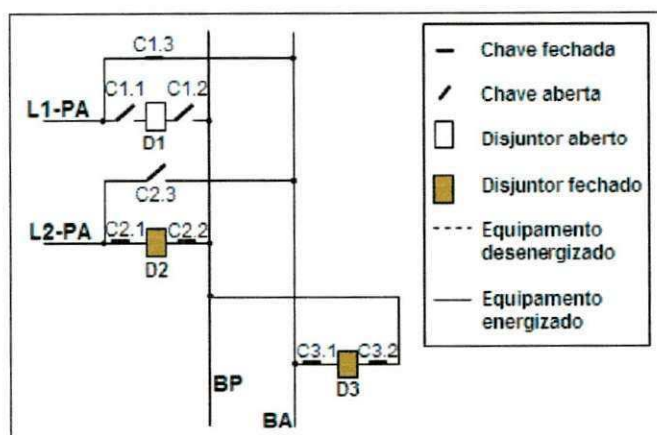 C1.3
C1.1
C1.2
L1-PA
D1
C2.3
L2-PA
C2.1
C2.2
D2
C3.1
C3.2
D3
BP
BA
Chave fechada
Chave aberta
Disjuntor aberto
Disjuntor fechado
Equipamento
desenergizado
Equipamento
energizado